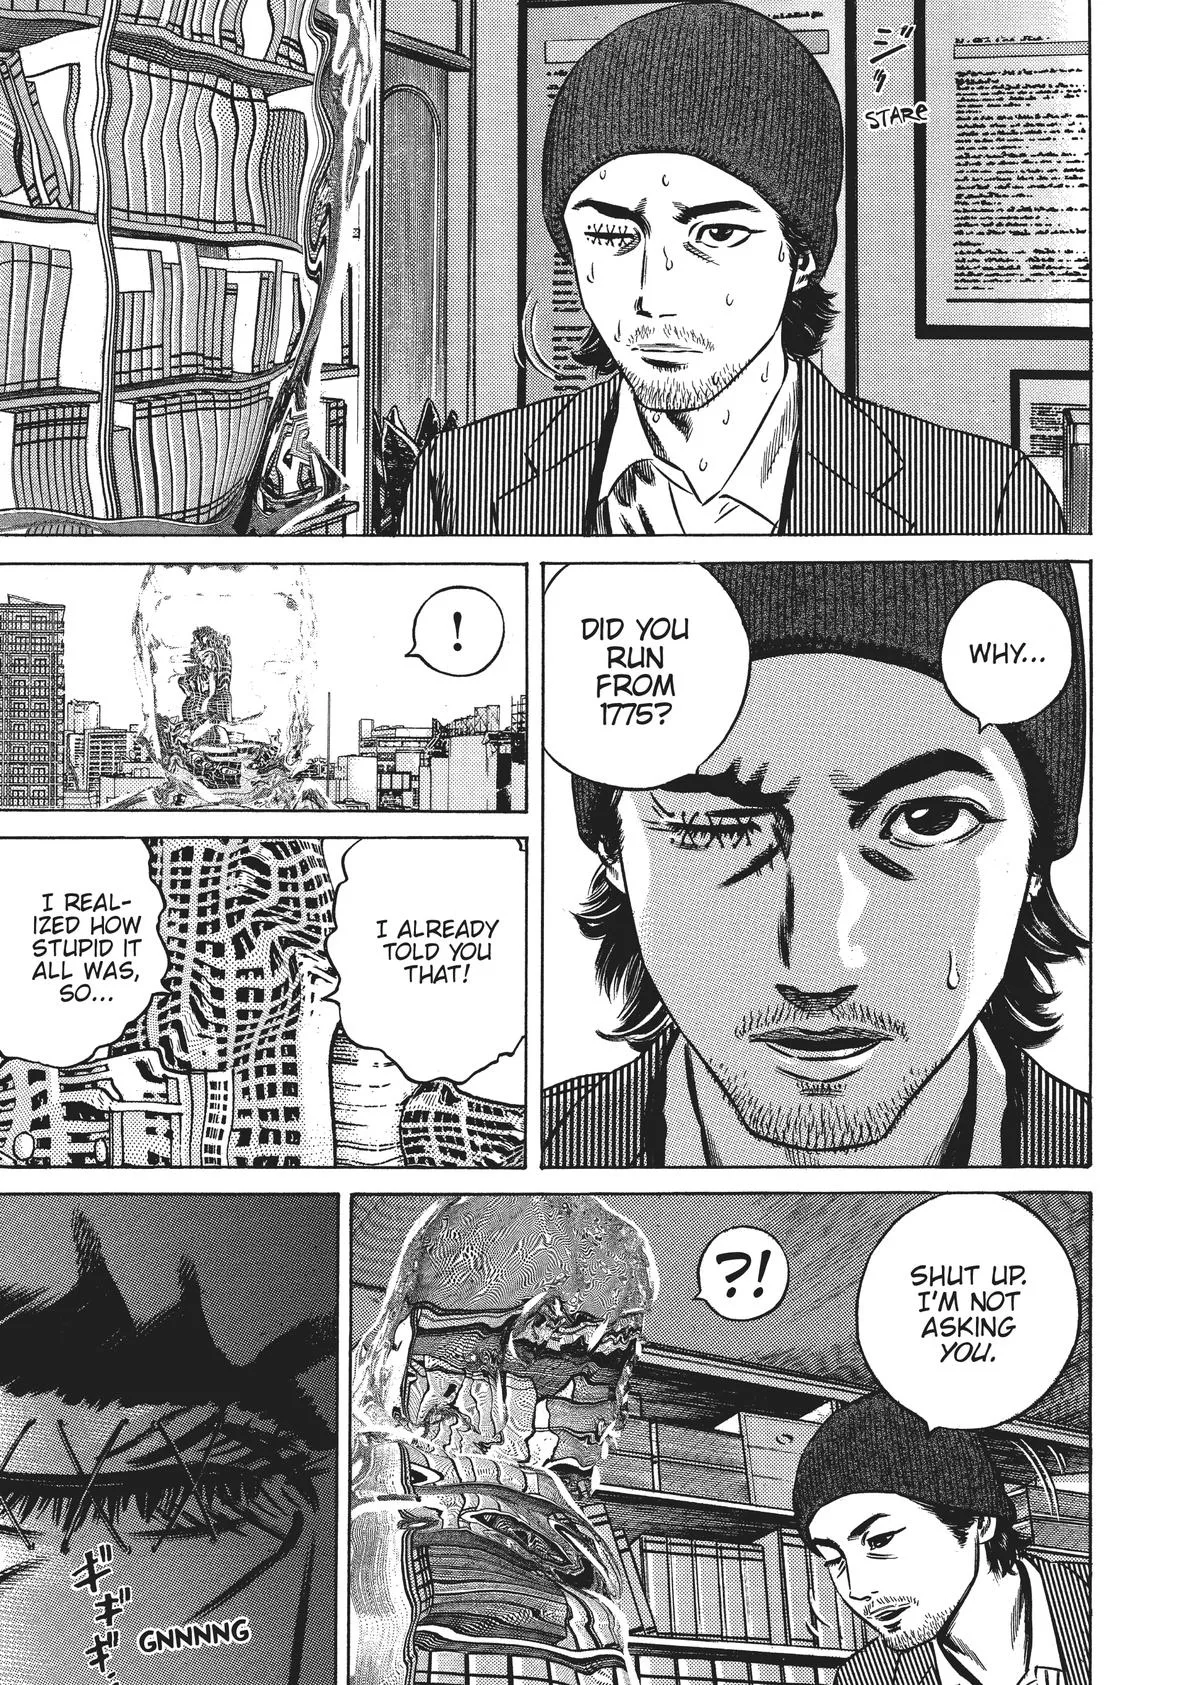 ジッ
STARE
WHY...
DID YOU
RUN
FROM
1775?
!
I ALREADY
TOLD YOU
THAT!
I REAL-
IZED HOW
STUPID IT
ALL WAS,
SO...
SHUT UP.
I'M NOT
ASKING
YOU.
?!
ギギギ
GNNNNG